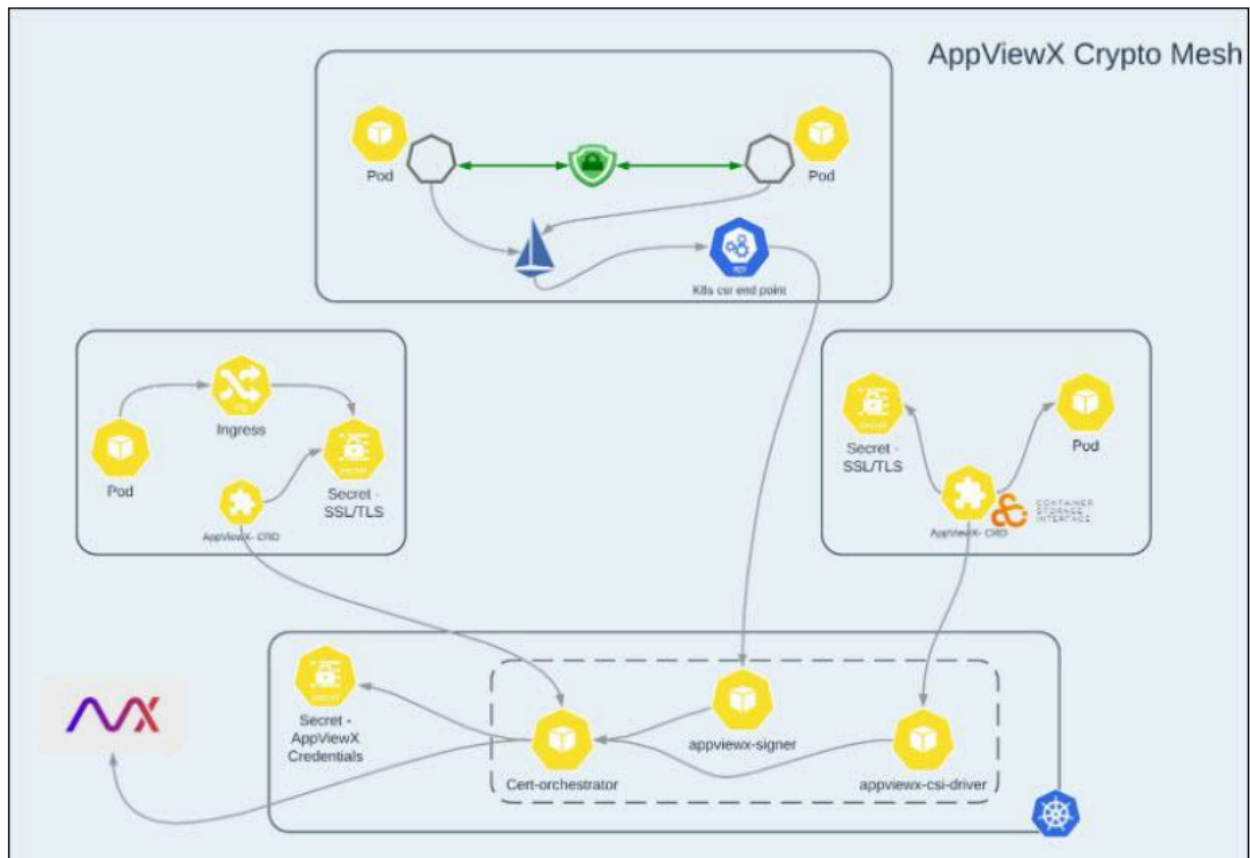 AppViewX Crypto Mesh
Pod
Pod
K8s csr end point
Ingress
Pod
Secret -
SSL/TLS
AppViewX- CRD
Secret -
SSL/TLS
Pod
CONTAINER
STORAGE
INTERFACE
AppViewX- CRD
Secret -
AppViewX
Credentials
Cert-orchestrator
appviewx-signer
appviewx-csi-driver